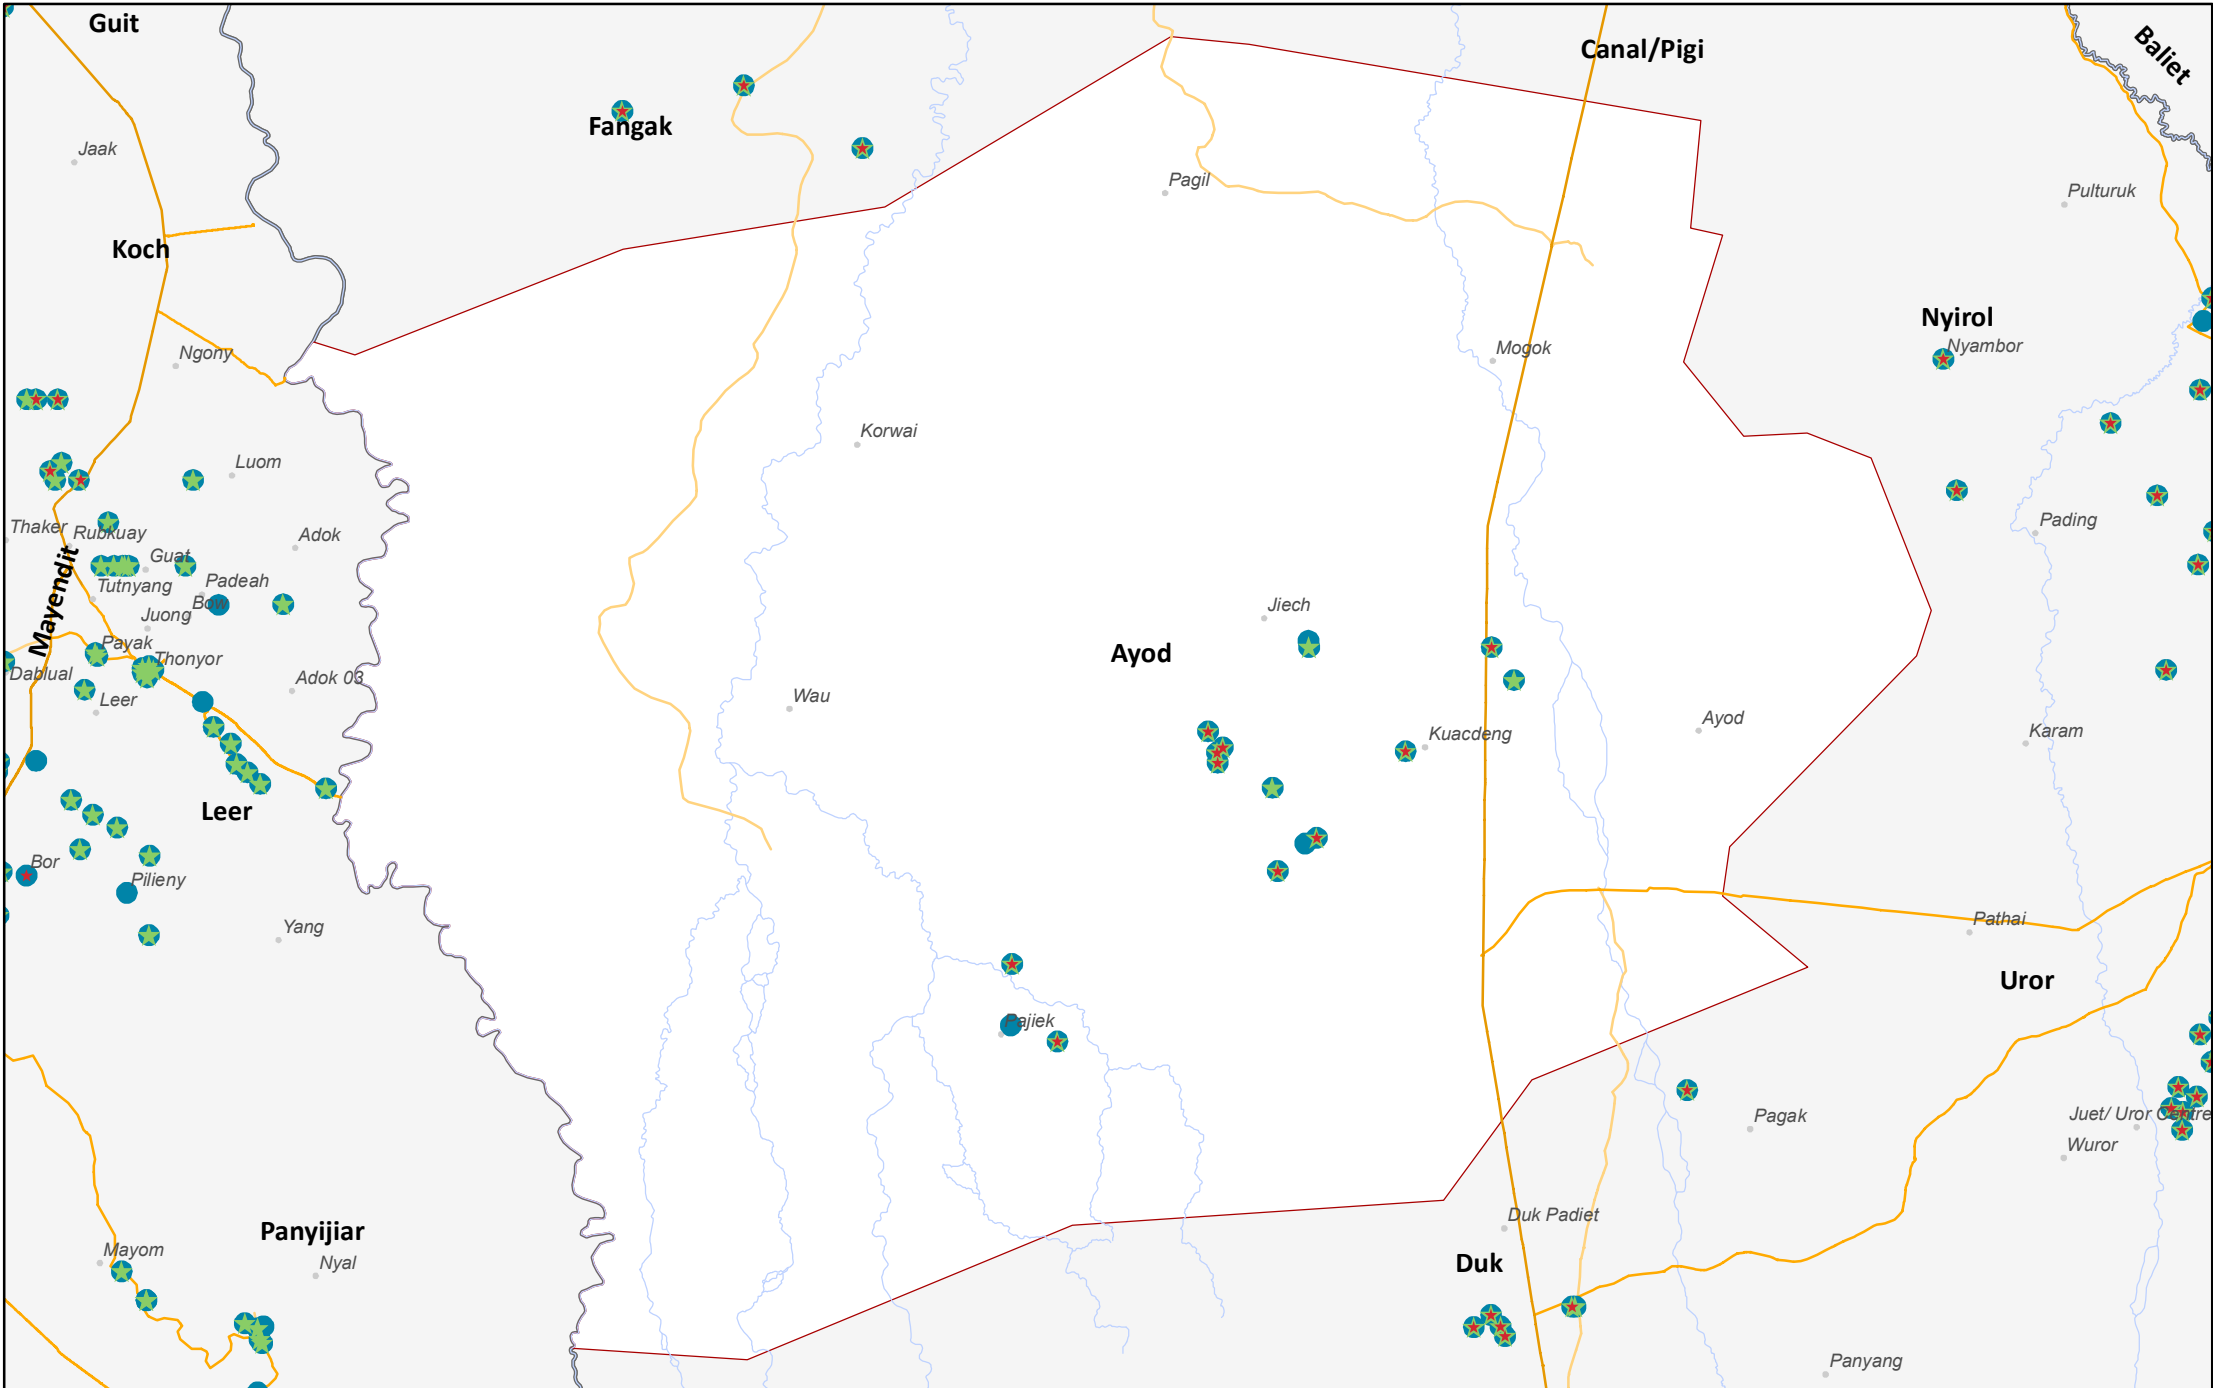 Guit
Canal/Pigi
Baliet
Fangak
Jaak
Pagil
Pulturuk
Koch
Nyirol
Nyambor
Ngony
Mogok
Korwai
Luom
Thaker
Rubkuay
Adok
Pading
Guat
Mayendit
Tutnyang
Padeah
Bow
Juong
Jiech
Payak
Thonyor
Ayod
Dablual
Adok 03
Leer
Wau
Ayod
Kuacdeng
Karam
Leer
Bor
Pilieny
Yang
Pathai
Uror
Pajiek
Pagak
Juet/ Uror Centre
Wuror
Duk Padiet
Panyijiar
Mayom
Nyal
Duk
Panyang